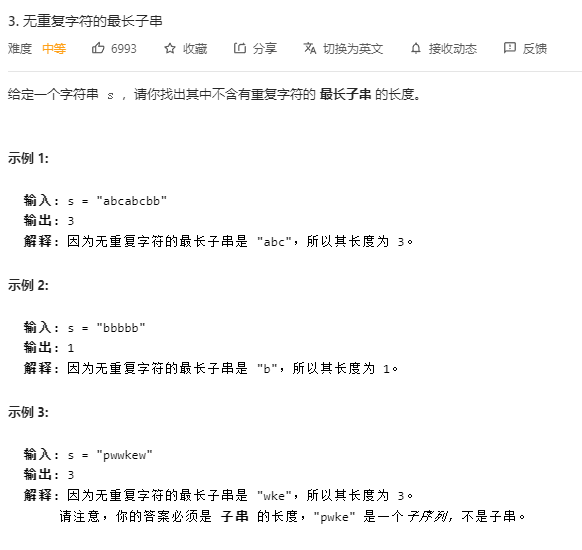 3. 无重复字符的最长子串
难度 中等 6993 收藏 分享 切换为英文 接收动态 反馈
给定一个字符串 s ，请你找出其中不含有重复字符的 最长子串 的长度。
示例 1:
输入: s = "abcabcbb"
输出: 3
解释: 因为无重复字符的最长子串是 "abc"，所以其长度为 3。
示例 2:
输入: s = "bbbbb"
输出: 1
解释: 因为无重复字符的最长子串是 "b"，所以其长度为 1。
示例 3:
输入: s = "pwwkew"
输出: 3
解释: 因为无重复字符的最长子串是 "wke"，所以其长度为 3。
请注意，你的答案必须是 子串 的长度，"pwke" 是一个子序列，不是子串。